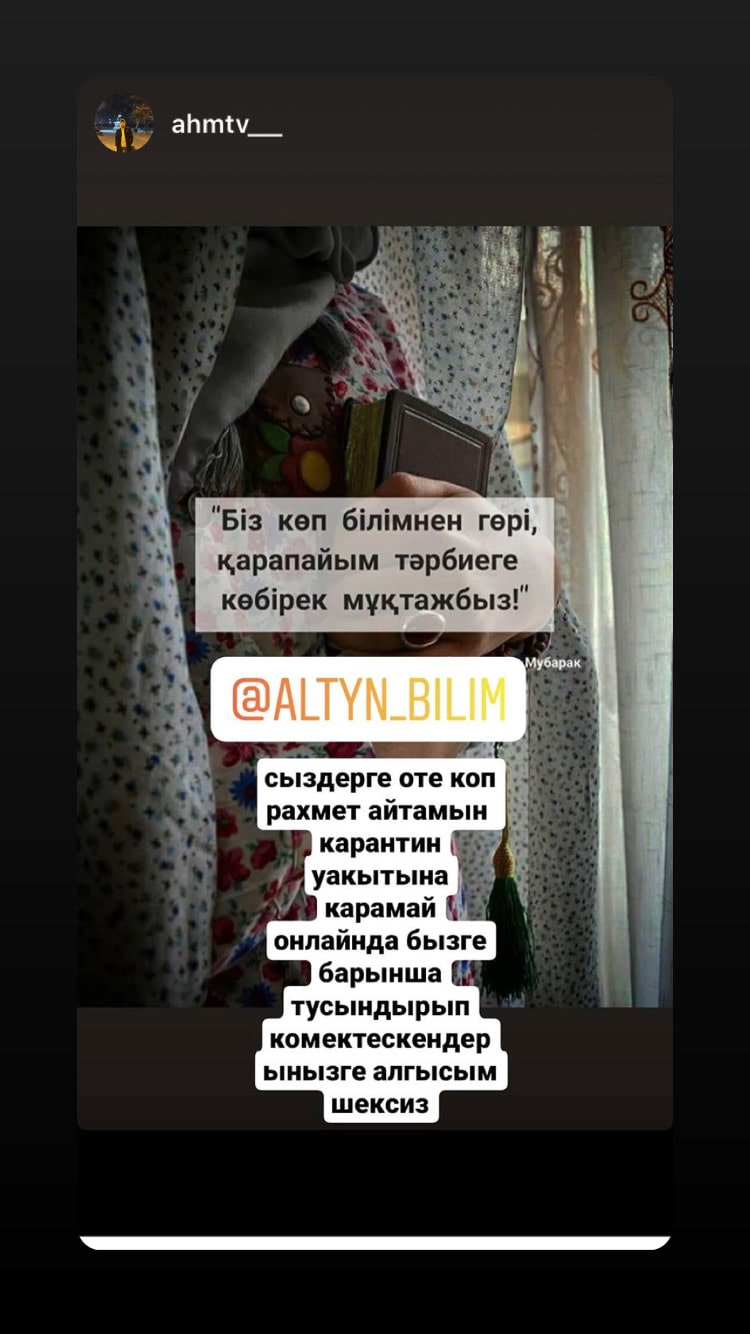 ahmtv___
"Біз көп білімнен гөрі,
қарапайым тәрбиеге
көбірек мұқтажбыз!"
Мубарак
@ALTYN_BILIM
сыздерге оте коп
рахмет айтамын
карантин
уакытына
карамай
онлайнда бызге
барынша
тусындырып
комектескендер
ынызге алгысым
шексиз